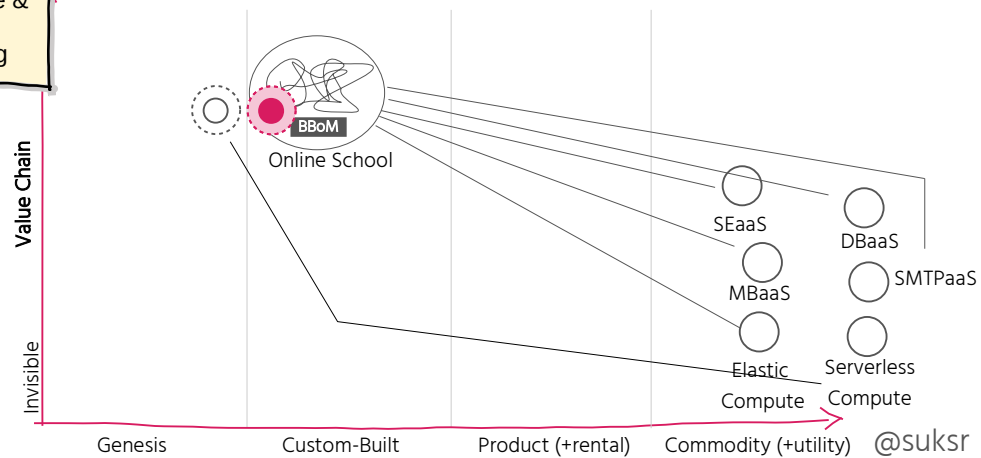 e &
g
BBoM
Online School
Value Chain
Invisible
SEaaS
DBaaS
MBaaS
SMTPaaS
Elastic
Compute
Serverless
Compute
Genesis
Custom-Built
Product (+rental)
Commodity (+utility)
@suksr